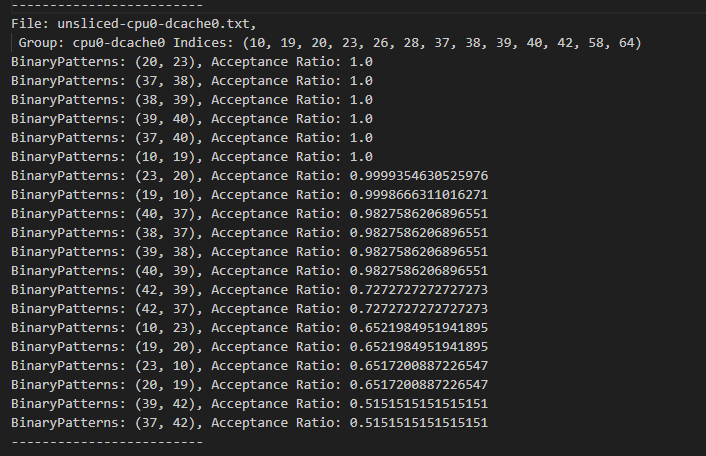 -------------------------
File: unsliced-cpu0-dcache0.txt,
 Group: cpu0-dcache0 Indices: (10, 19, 20, 23, 26, 28, 37, 38, 39, 40, 42, 58, 64)
BinaryPatterns: (20, 23), Acceptance Ratio: 1.0
BinaryPatterns: (37, 38), Acceptance Ratio: 1.0
BinaryPatterns: (38, 39), Acceptance Ratio: 1.0
BinaryPatterns: (39, 40), Acceptance Ratio: 1.0
BinaryPatterns: (37, 40), Acceptance Ratio: 1.0
BinaryPatterns: (10, 19), Acceptance Ratio: 1.0
BinaryPatterns: (23, 20), Acceptance Ratio: 0.9999354630525976
BinaryPatterns: (19, 10), Acceptance Ratio: 0.9998666311016271
BinaryPatterns: (40, 37), Acceptance Ratio: 0.9827586206896551
BinaryPatterns: (38, 37), Acceptance Ratio: 0.9827586206896551
BinaryPatterns: (39, 38), Acceptance Ratio: 0.9827586206896551
BinaryPatterns: (40, 39), Acceptance Ratio: 0.9827586206896551
BinaryPatterns: (42, 39), Acceptance Ratio: 0.7272727272727273
BinaryPatterns: (42, 37), Acceptance Ratio: 0.7272727272727273
BinaryPatterns: (10, 23), Acceptance Ratio: 0.6521984951941895
BinaryPatterns: (19, 20), Acceptance Ratio: 0.6521984951941895
BinaryPatterns: (23, 10), Acceptance Ratio: 0.6517200887226547
BinaryPatterns: (20, 19), Acceptance Ratio: 0.6517200887226547
BinaryPatterns: (39, 42), Acceptance Ratio: 0.5151515151515151
BinaryPatterns: (37, 42), Acceptance Ratio: 0.5151515151515151
-------------------------